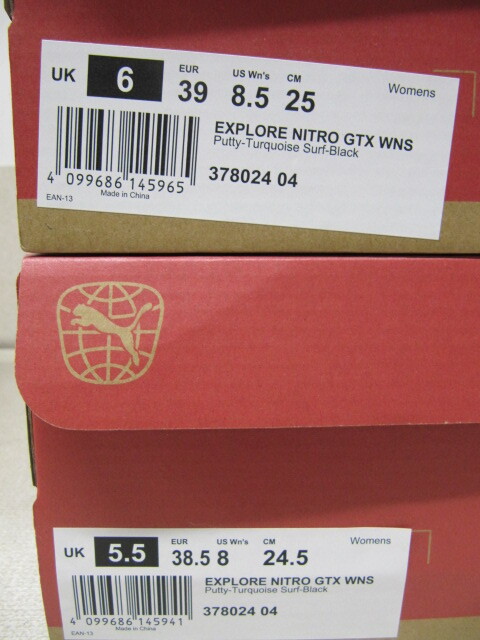 UK 6 EUR 39 US Wn's 8.5 CM 25 Womens
EXPLORE NITRO GTX WNS
Putty-Turquoise Surf-Black
378024 04
4 099686 145965
EAN-13 Made in China
UK 5.5 EUR 38.5 US Wn's 8 CM 24.5 Womens
EXPLORE NITRO GTX WNS
Putty-Turquoise Surf-Black
378024 04
4 099686 145941
EAN-13 Made in China